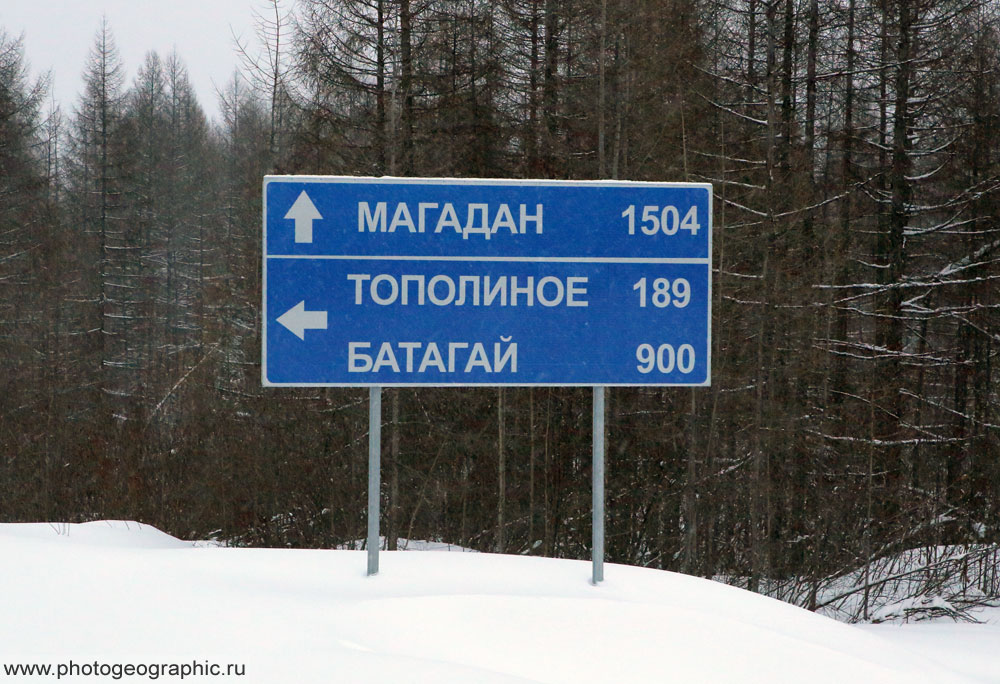 МАГАДАН 1504
ТОПОЛИНОЕ 189
БАТАГАЙ 900
www.photogeographic.ru